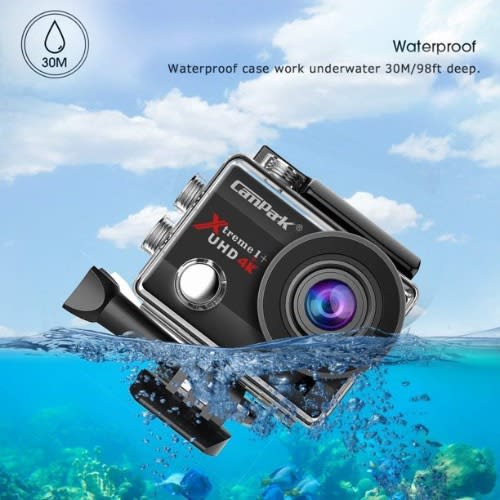 30M
Waterproof
Waterproof case work underwater 30M/98ft deep.
CamPark®
Xtreme I+
UHD 4K